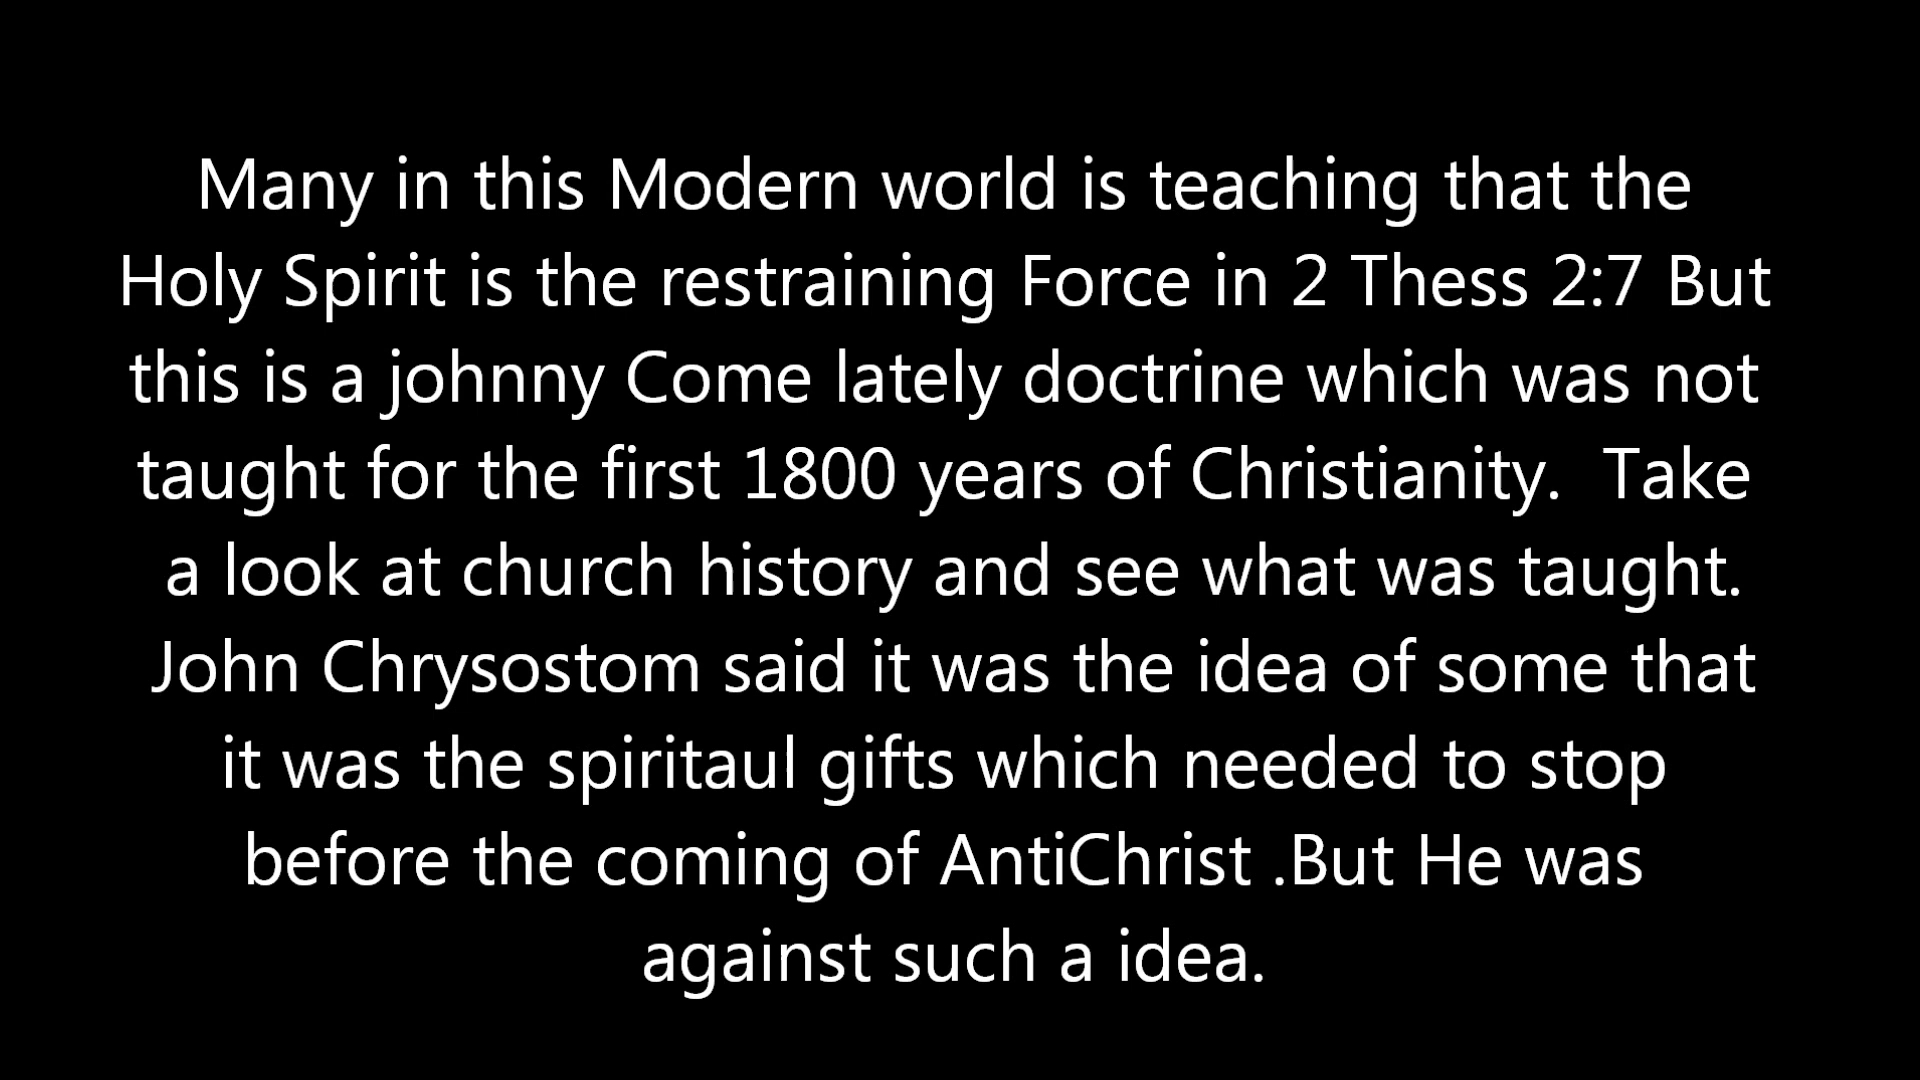 Many in this Modern world is teaching that the
Holy Spirit is the restraining Force in 2 Thess 2:7 But
this is a johnny Come lately doctrine which was not
taught for the first 1800 years of Christianity.  Take
a look at church history and see what was taught.
John Chrysostom said it was the idea of some that
it was the spiritaul gifts which needed to stop
before the coming of AntiChrist .But He was
against such a idea.